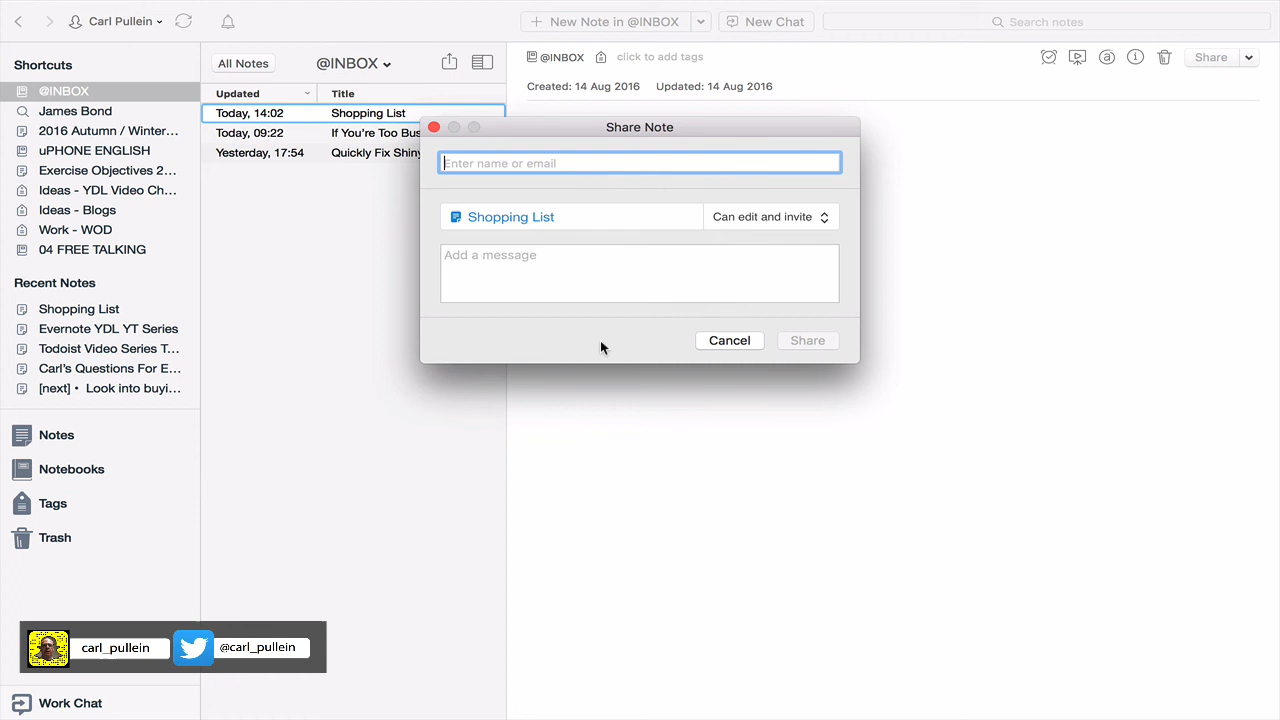 Carl Pullein
New Note in @INBOX
New Chat
Search notes
Shortcuts
@INBOX
James Bond
2016 Autumn / Winter...
uPHONE ENGLISH
Exercise Objectives 2...
Ideas - YDL Video Ch...
Ideas - Blogs
Work - WOD
04 FREE TALKING
Recent Notes
Shopping List
Evernote YDL YT Series
Todoist Video Series T...
Carl's Questions For E...
[next] • Look into buyi...
Notes
Notebooks
Tags
Trash
carl_pullein
@carl_pullein
Work Chat
All Notes
@INBOX
Updated Title
Today, 14:02 Shopping List
Today, 09:22 If You're Too Bus
Yesterday, 17:54 Quickly Fix Shiny
@INBOX click to add tags
Share
Created: 14 Aug 2016 Updated: 14 Aug 2016
Share Note
Enter name or email
Shopping List
Can edit and invite
Add a message
Cancel
Share